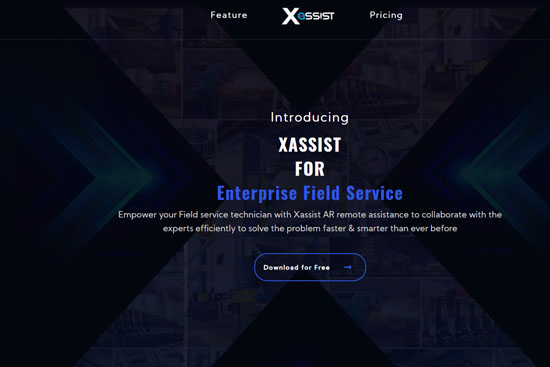 Feature Xassist Pricing
Introducing
XASSIST
FOR
Enterprise Field Service
Empower your Field service technician with Xassist AR remote assistance to collaborate with the
experts efficiently to solve the problem faster & smarter than ever before
Download for Free